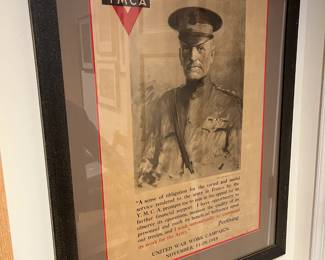 YMCA
"A sense of obligation for the varied and useful
service rendered to the army in France by the
Y.M.C.A. prompts me to join in the appeal for its
further financial support. I have opportunity to
observe its operations, measure the quality of its
personnel and mark its beneficial influence upon
our troops, and I wish unreservedly to commend
its work for the Army."
Pershing
UNITED WAR WORK CAMPAIGN
NOVEMBER 11-18, 1918